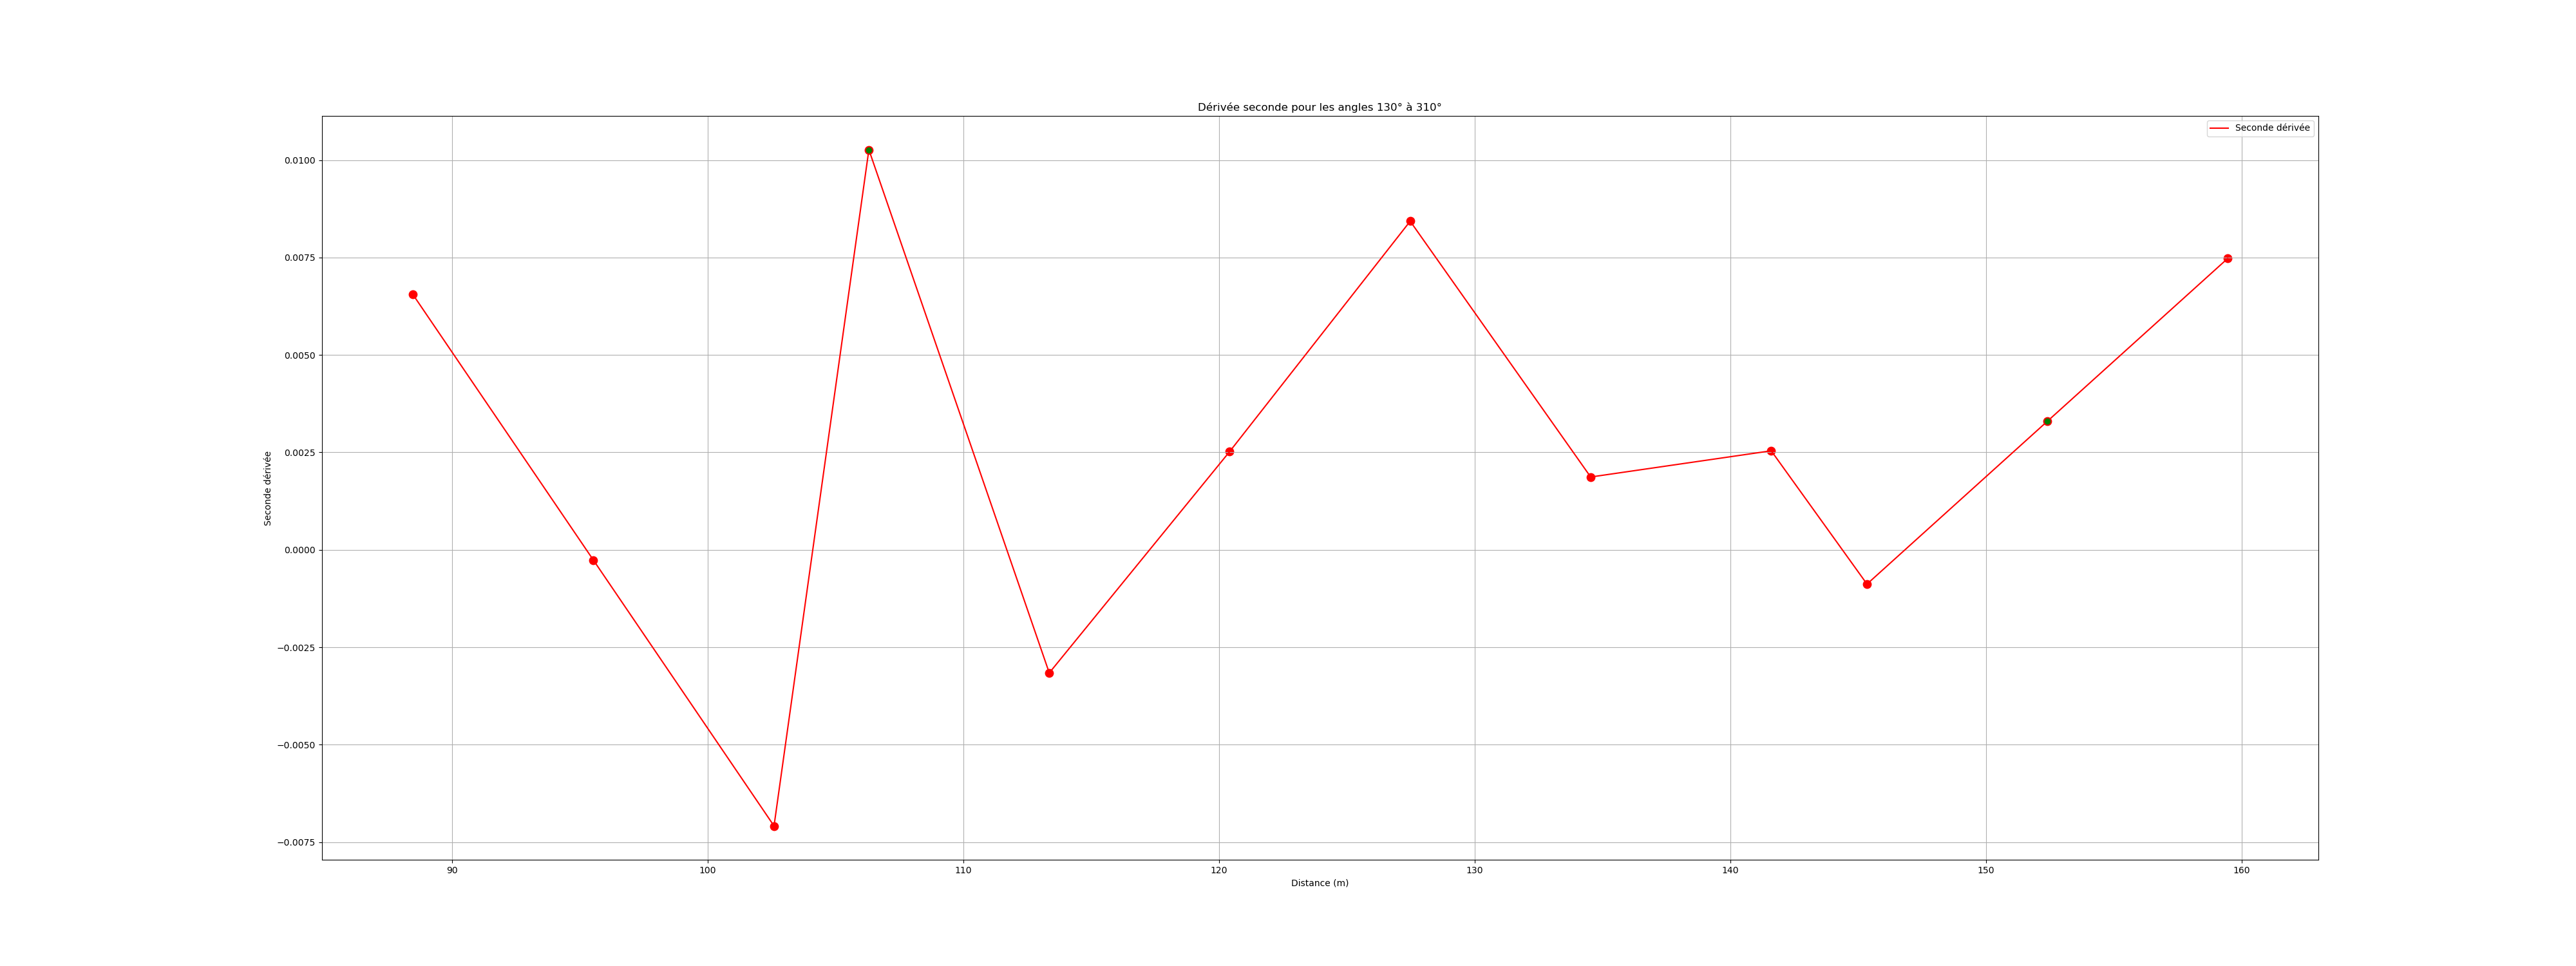 Dérivée seconde pour les angles 130° à 310°
Seconde dérivée
0.0100
0.0075
0.0050
0.0025
0.0000
−0.0025
−0.0050
−0.0075
Seconde dérivée
90 100 110 120 130 140 150 160
Distance (m)